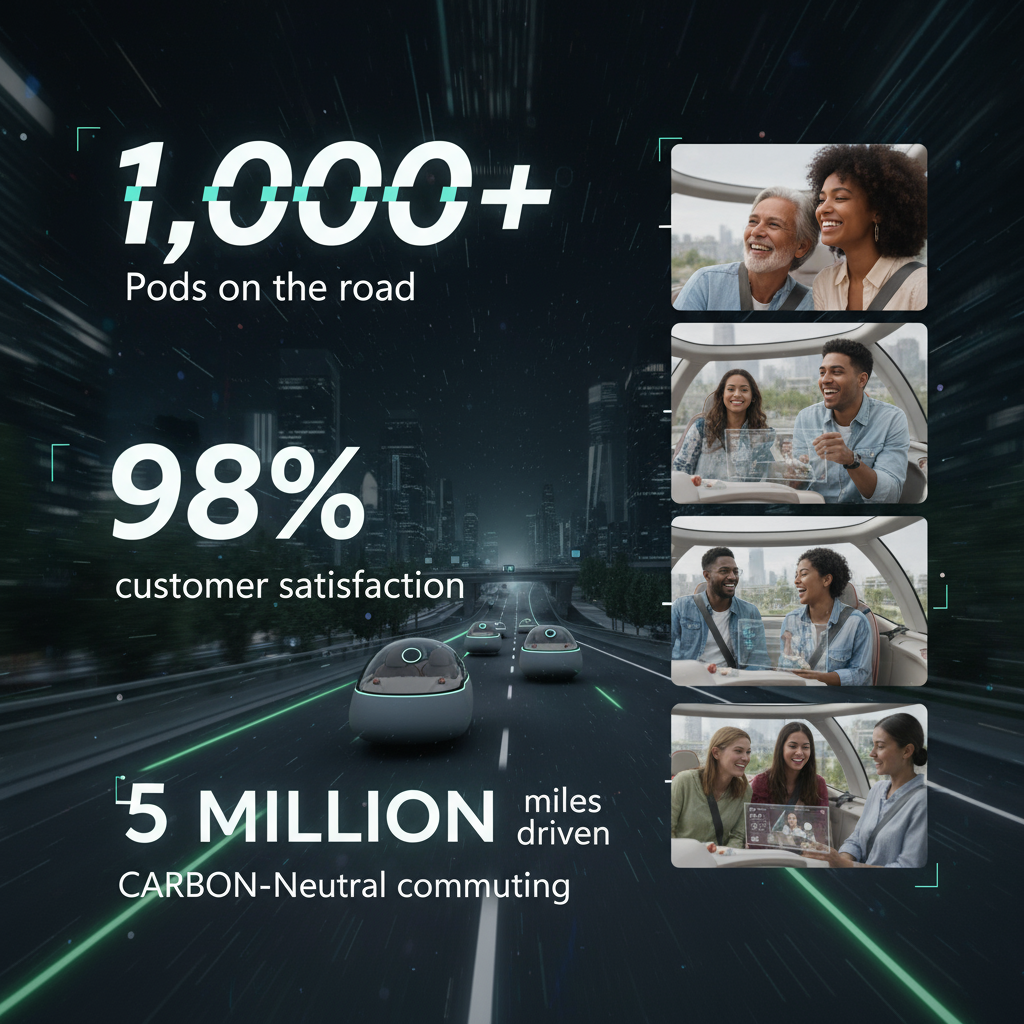 1,000+
Pods on the road
98%
customer satisfaction
5 MILLION miles driven
CARBON-Neutral commuting